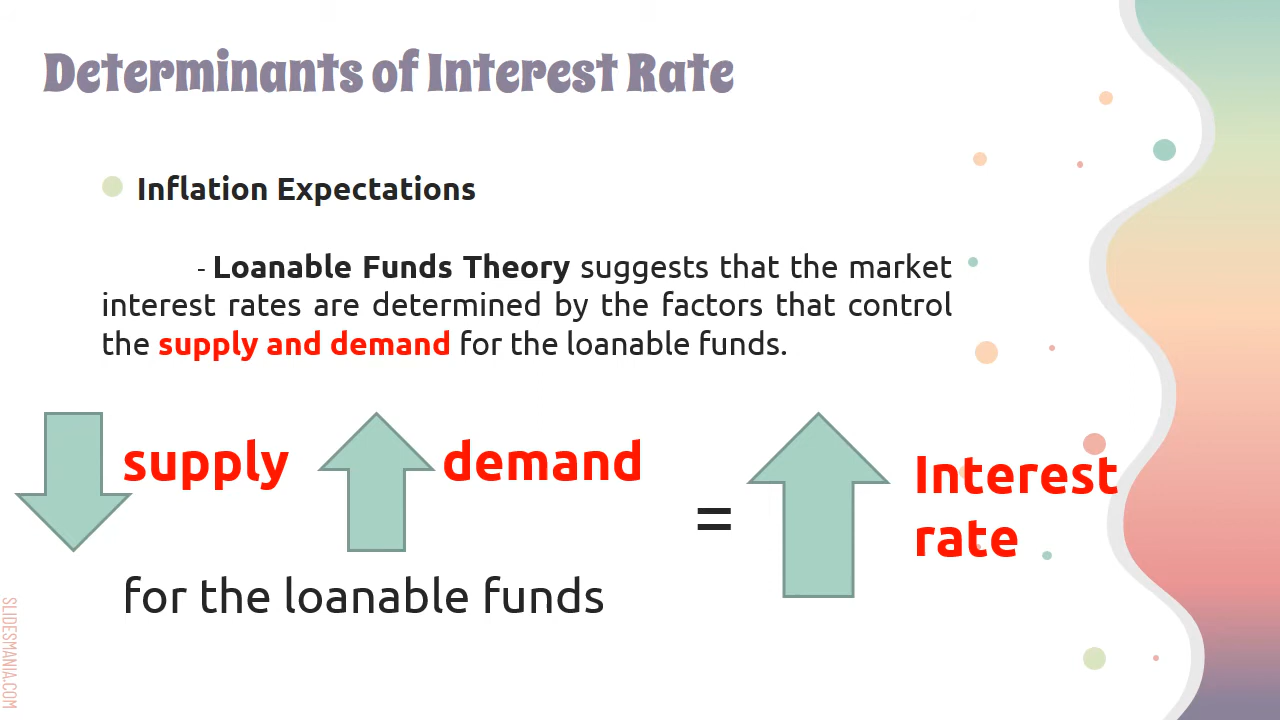 Determinants of Interest Rate
Inflation Expectations
- Loanable Funds Theory suggests that the market
interest rates are determined by the factors that control
the supply and demand for the loanable funds.
supply demand
= Interest
rate
for the loanable funds
SLIDESMANIA.COM